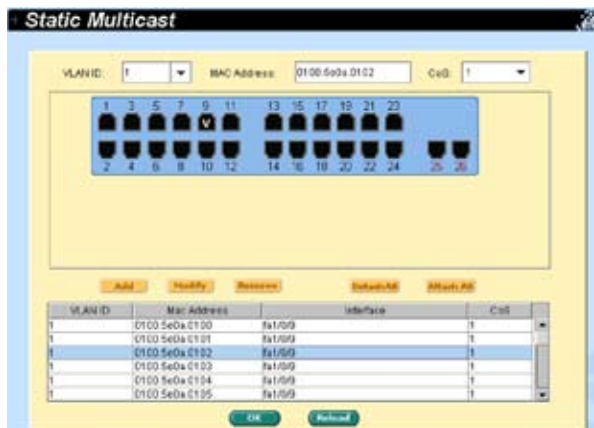 Static Multicast
VLAN ID: 1 MAC Address: 0100.5e0a.0102 CoS: 1
1 3 5 7 9 11 13 15 17 19 21 23
V
2 4 6 8 10 12 14 16 18 20 22 24 25 26
Add Modify Remove Detach All Attach All
VLAN ID Mac Address Interface CoS
1 0100.5e0a.0100 fa1/0/9 1
1 0100.5e0a.0101 fa1/0/9 1
1 0100.5e0a.0102 fa1/0/9 1
1 0100.5e0a.0103 fa1/0/9 1
1 0100.5e0a.0104 fa1/0/9 1
1 0100.5e0a.0105 fa1/0/9 1
OK Reload